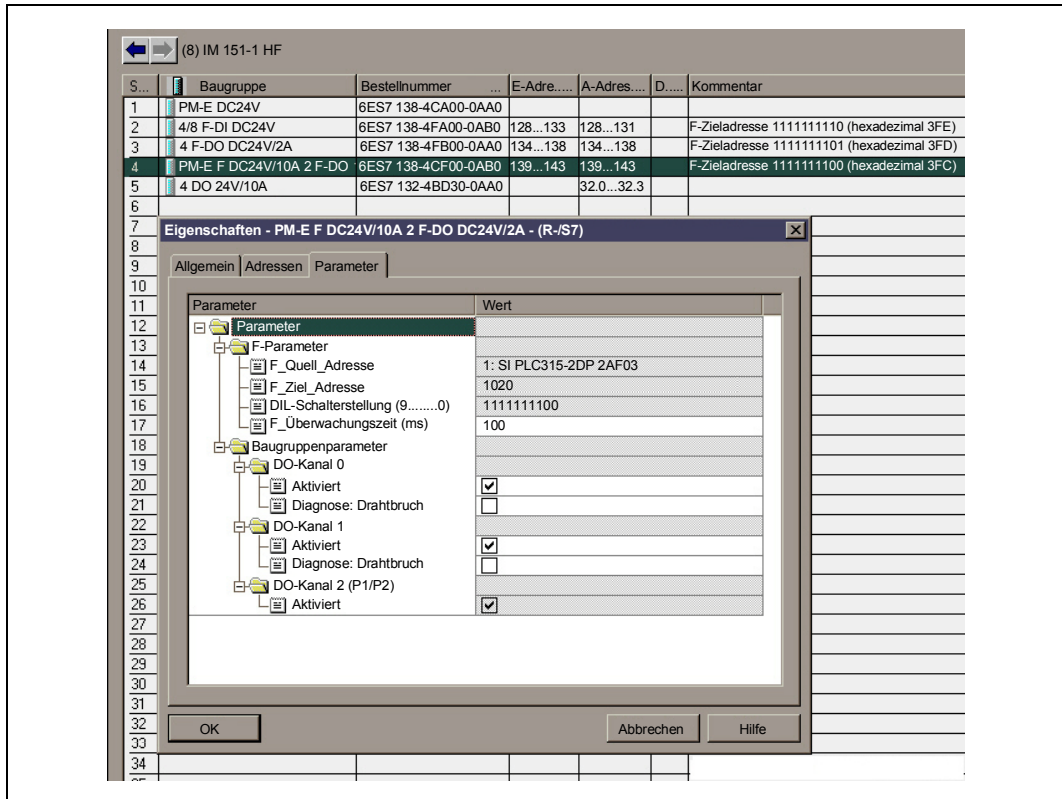 (8) IM 151-1 HF
S... Baugruppe Bestellnummer ... E-Adre..... A-Adres.... D..... Kommentar
1 PM-E DC24V 6ES7 138-4CA00-0AA0
2 4/8 F-DI DC24V 6ES7 138-4FA00-0AB0 128...133 128...131 F-Zieladresse 1111111110 (hexadezimal 3FE)
3 4 F-DO DC24V/2A 6ES7 138-4FB00-0AA0 134...138 134...138 F-Zieladresse 1111111101 (hexadezimal 3FD)
4 PM-E F DC24V/10A 2 F-DO 6ES7 138-4CF00-0AB0 139...143 139...143 F-Zieladresse 1111111100 (hexadezimal 3FC)
5 4 DO 24V/10A 6ES7 132-4BD30-0AA0 32.0...32.3
6
7 Eigenschaften - PM-E F DC24V/10A 2 F-DO DC24V/2A - (R-/S7)
8
9 Allgemein Adressen Parameter
10
11 Parameter Wert
12 Parameter
13 F-Parameter
14 F_Quell_Adresse 1: SI PLC315-2DP 2AF03
15 F_Ziel_Adresse 1020
16 DIL-Schalterstellung (9........0) 1111111100
17 F_Überwachungszeit (ms) 100
18 Baugruppenparameter
19 DO-Kanal 0
20 Aktiviert
21 Diagnose: Drahtbruch
22 DO-Kanal 1
23 Aktiviert
24 Diagnose: Drahtbruch
25 DO-Kanal 2 (P1/P2)
26 Aktiviert
27
28
29
30
31
32 OK Abbrechen Hilfe
33
34